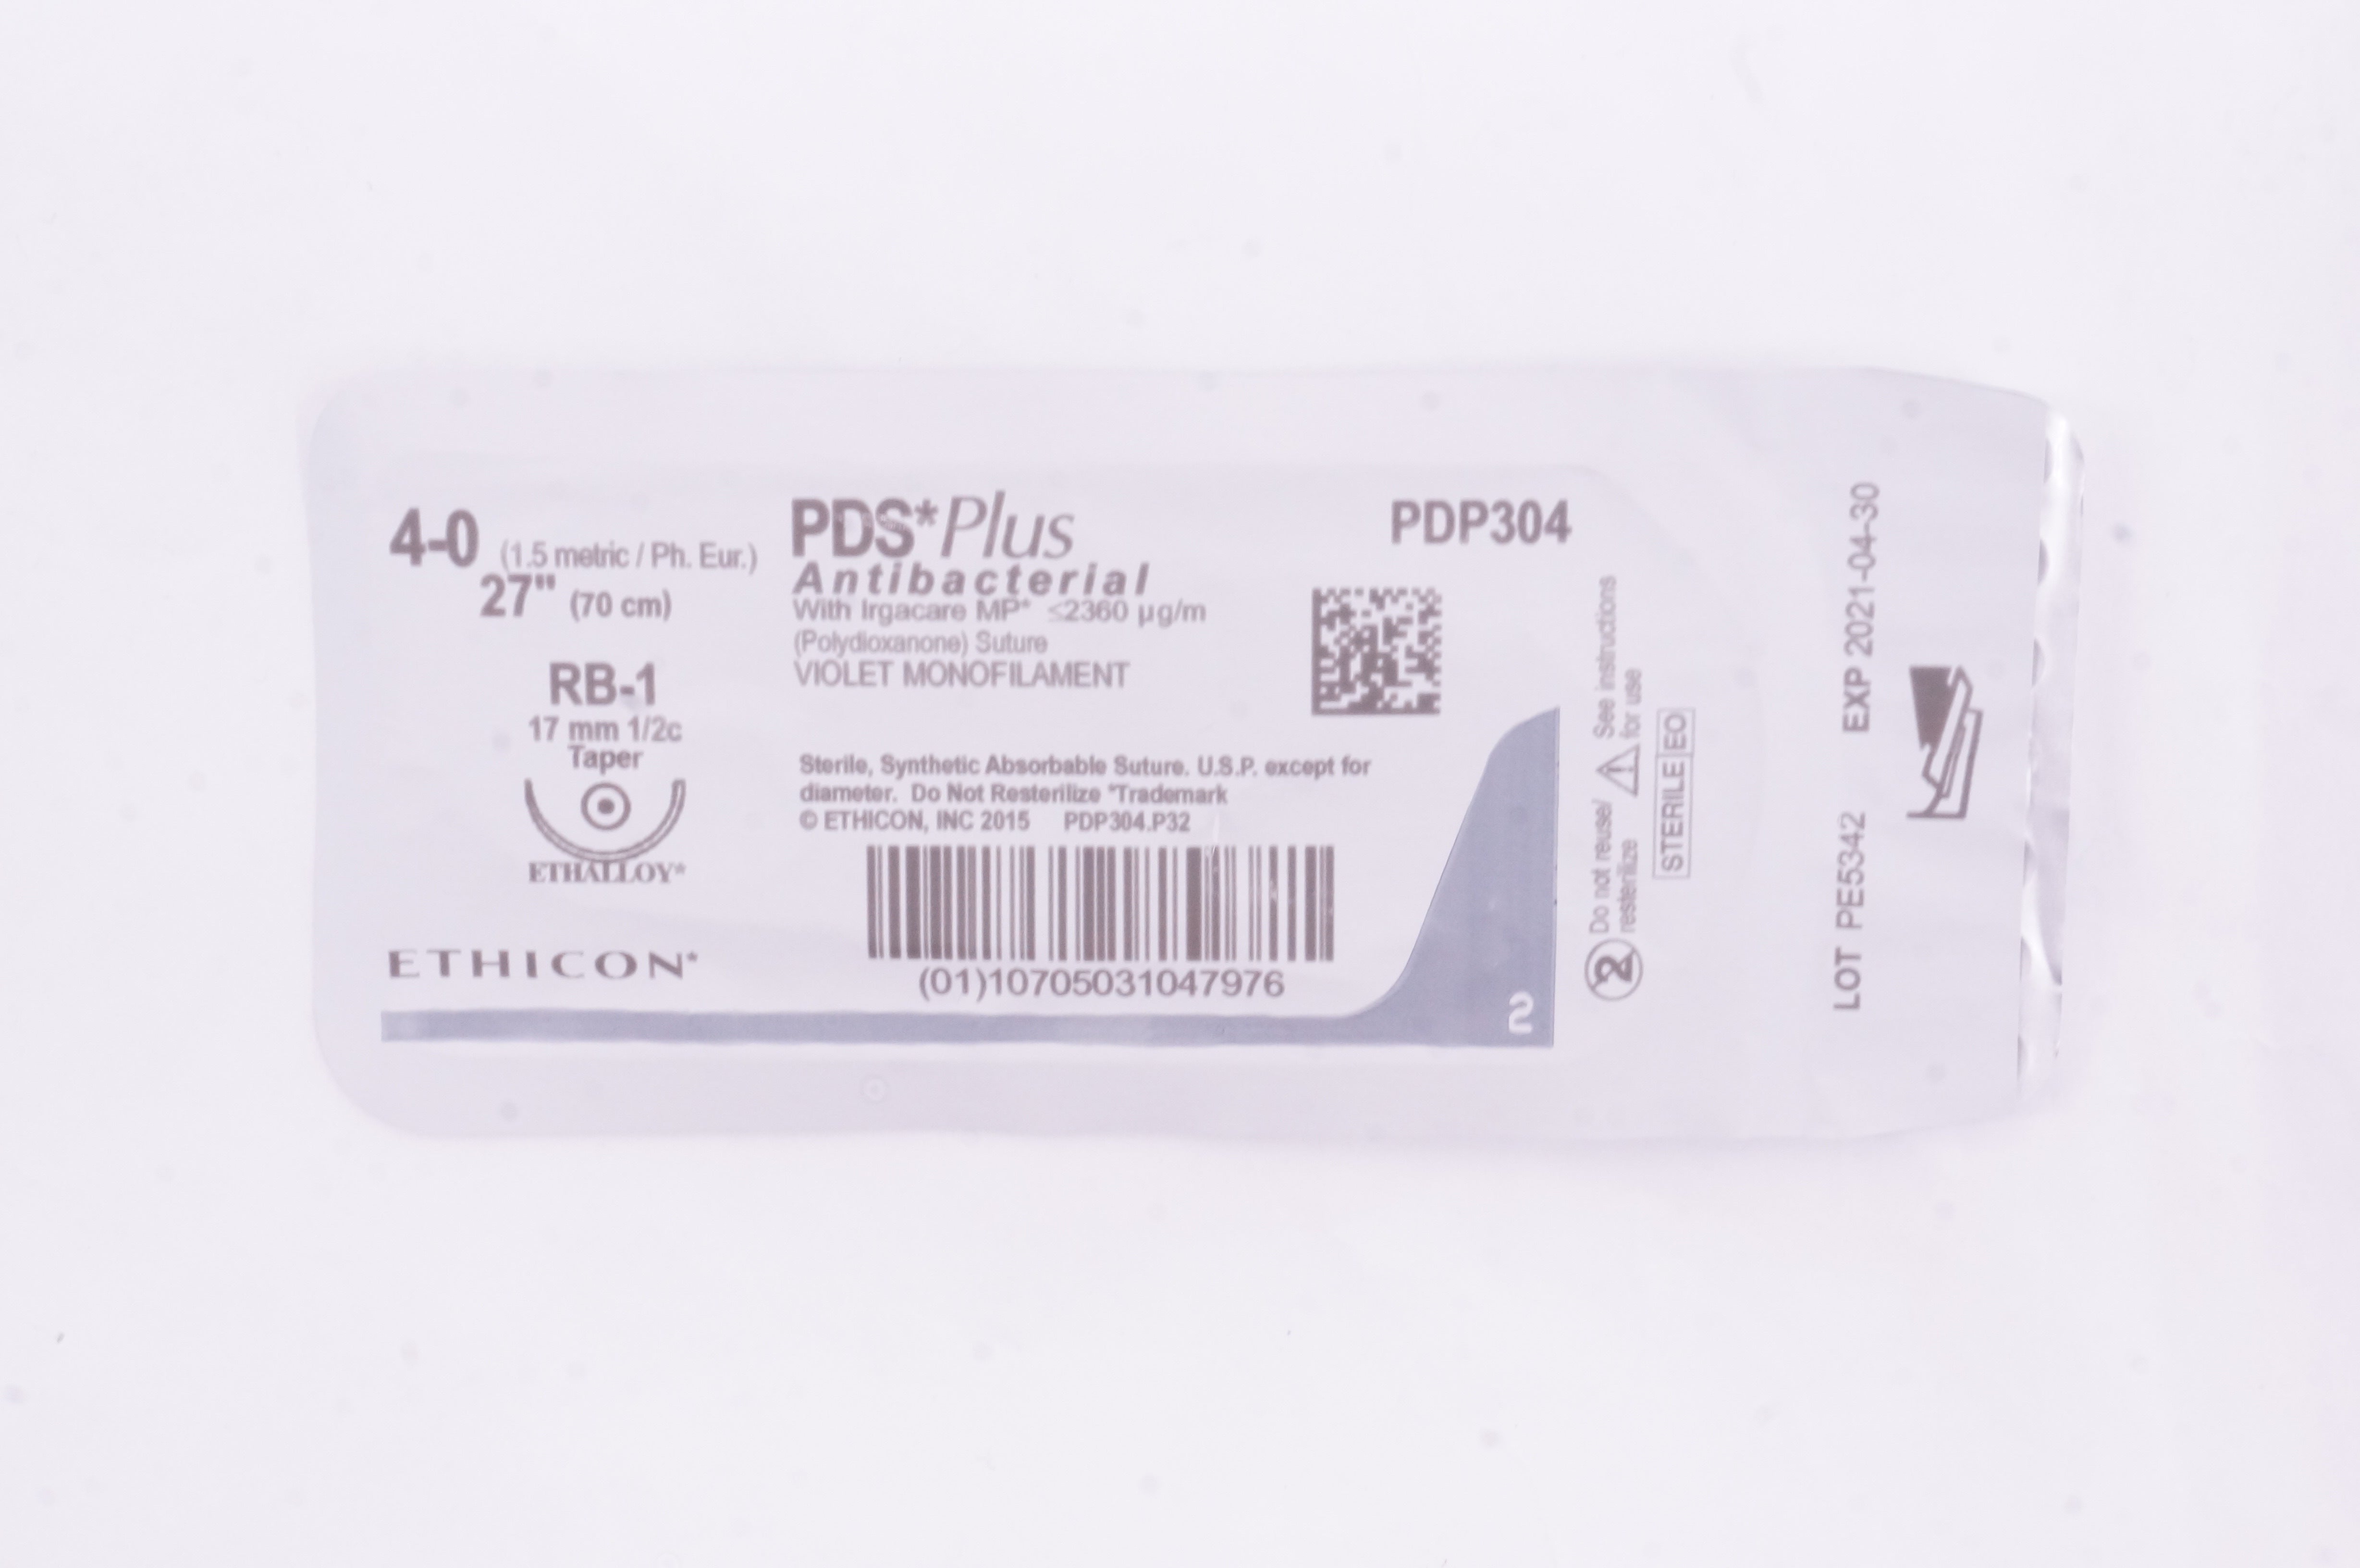 4-0 (1.5 metric / Ph. Eur.)
27" (70 cm)
RB-1
17 mm 1/2c
Taper
ETHALLOY*
ETHICON*
PDS*Plus
Antibacterial
With Irgacare MP* ≤2360 µg/m
(Polydioxanone) Suture
VIOLET MONOFILAMENT
Sterile, Synthetic Absorbable Suture. U.S.P. except for
diameter. Do Not Resterilize *Trademark
© ETHICON, INC 2015 PDP304.P32
(01)10705031047976
PDP304
2
2
Do not reuse/
resterilize
See instructions
for use
STERILE EO
LOT PE5342 EXP 2021-04-30